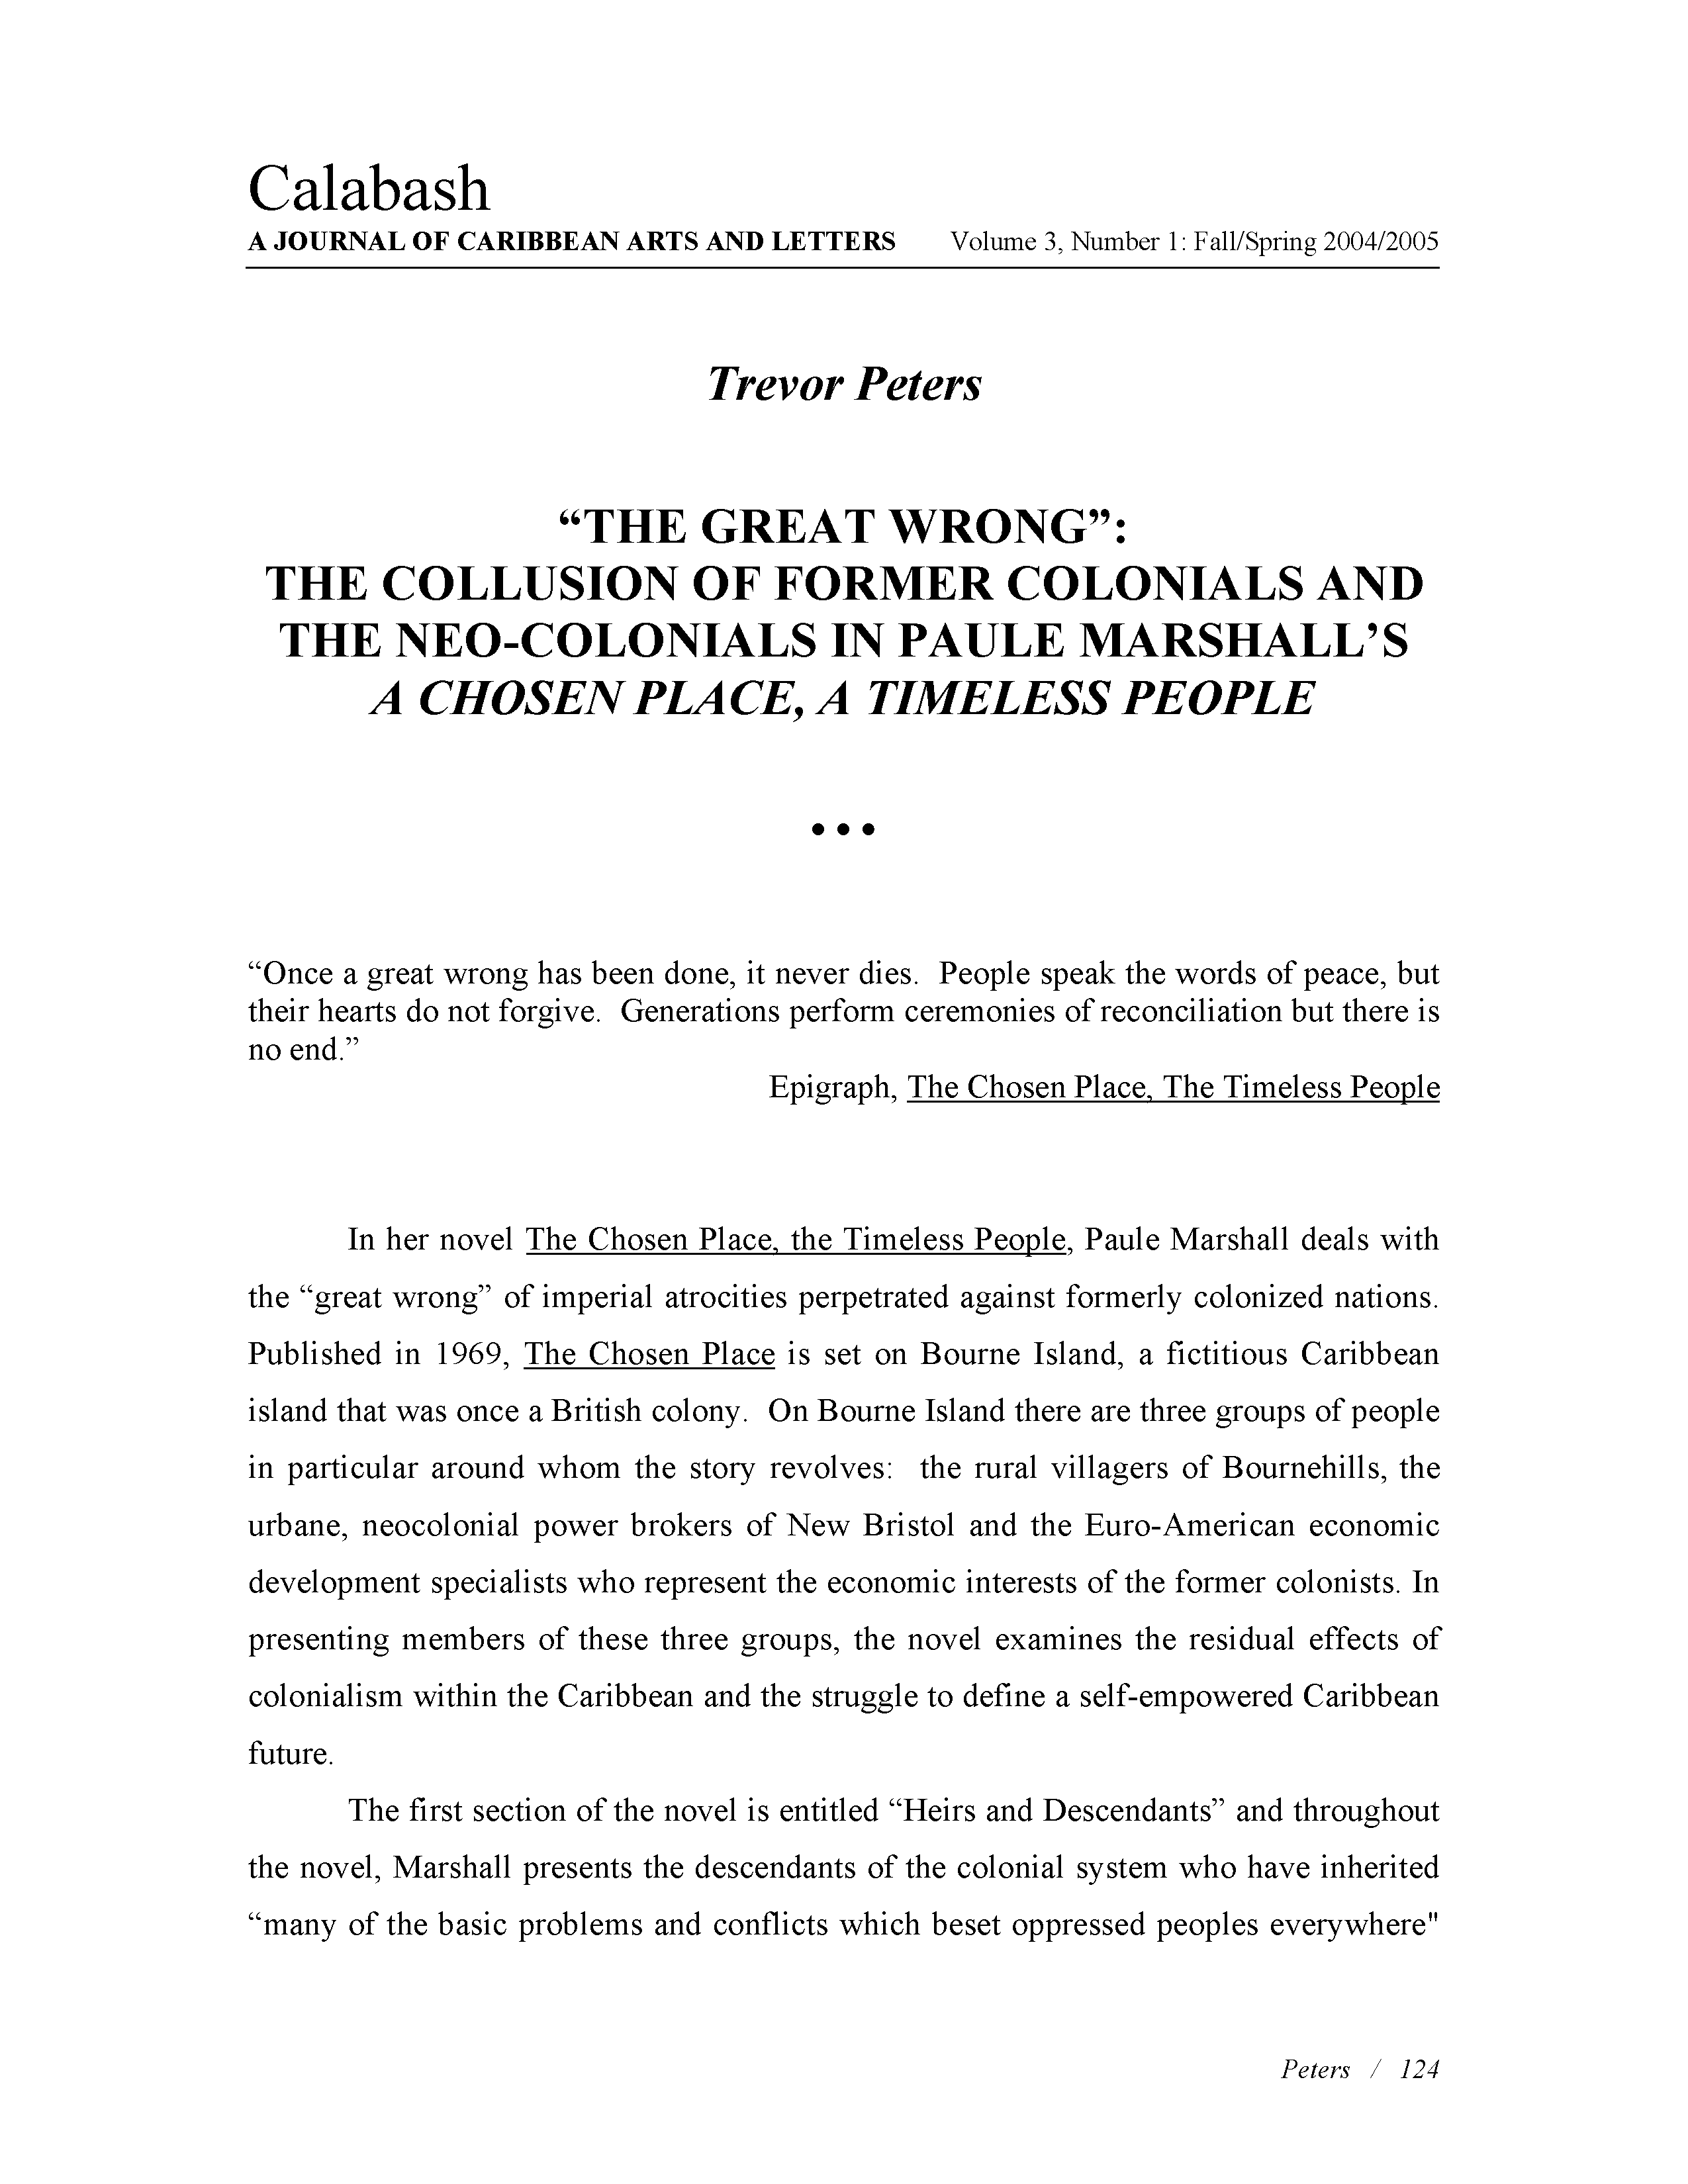 Calabash
A JOURNAL OF CARIBBEAN ARTS AND LETTERS Volume 3, Number 1: Fall/Spring 2004/2005
Trevor Peters
“THE GREAT WRONG”:
THE COLLUSION OF FORMER COLONIALS AND
THE NEO-COLONIALS IN PAULE MARSHALL’S
A CHOSEN PLACE, A TIMELESS PEOPLE
• • •
“Once a great wrong has been done, it never dies. People speak the words of peace, but
their hearts do not forgive. Generations perform ceremonies of reconciliation but there is
no end.”
Epigraph, The Chosen Place, The Timeless People
In her novel The Chosen Place, the Timeless People, Paule Marshall deals with
the “great wrong” of imperial atrocities perpetrated against formerly colonized nations.
Published in 1969, The Chosen Place is set on Bourne Island, a fictitious Caribbean
island that was once a British colony. On Bourne Island there are three groups of people
in particular around whom the story revolves: the rural villagers of Bournehills, the
urbane, neocolonial power brokers of New Bristol and the Euro-American economic
development specialists who represent the economic interests of the former colonists. In
presenting members of these three groups, the novel examines the residual effects of
colonialism within the Caribbean and the struggle to define a self-empowered Caribbean
future.
The first section of the novel is entitled “Heirs and Descendants” and throughout
the novel, Marshall presents the descendants of the colonial system who have inherited
“many of the basic problems and conflicts which beset oppressed peoples everywhere"
Peters / 124